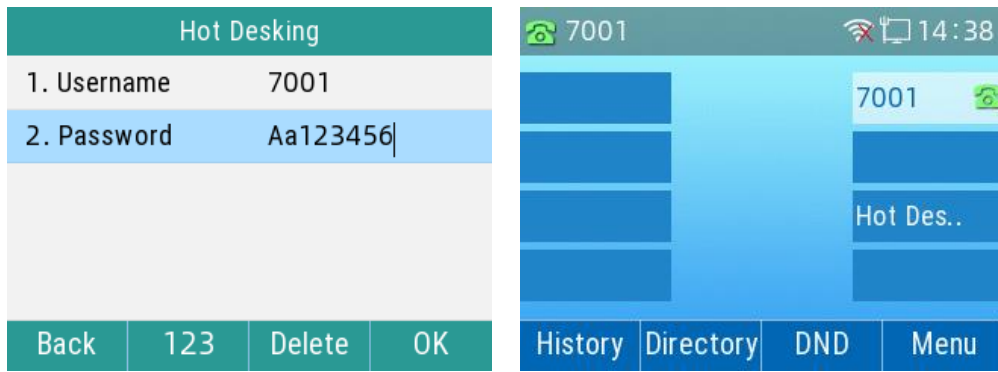 Hot Desking
1. Username 7001
2. Password Aa123456
Back 123 Delete OK
7001 14:38
7001
Hot Des..
History Directory DND Menu